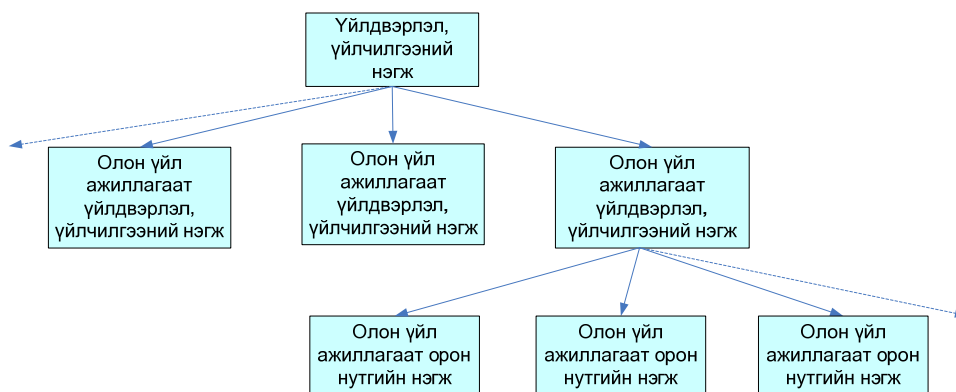 Үйлдвэрлэл,
үйлчилгээний
нэгж
Олон үйл
ажиллагаат
үйлдвэрлэл,
үйлчилгээний нэгж
Олон үйл
ажиллагаат
үйлдвэрлэл,
үйлчилгээний нэгж
Олон үйл
ажиллагаат
үйлдвэрлэл,
үйлчилгээний нэгж
Олон үйл
ажиллагаат орон
нутгийн нэгж
Олон үйл
ажиллагаат орон
нутгийн нэгж
Олон үйл
ажиллагаат орон
нутгийн нэгж